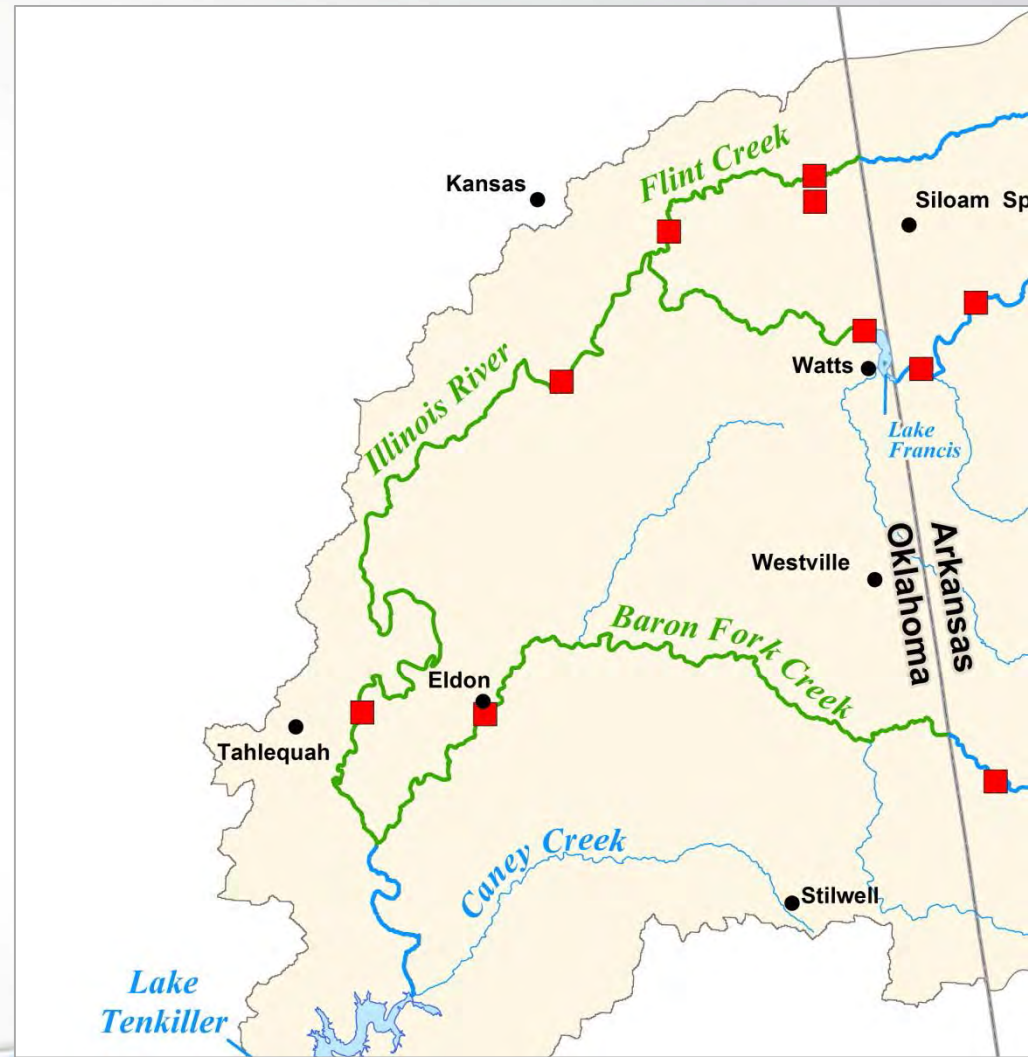 Flint Creek
Kansas
Siloam Sp
Illinois River
Watts
Lake
Francis
Arkansas
Oklahoma
Westville
Baron Fork Creek
Eldon
Tahlequah
Caney Creek
Stilwell
Lake
Tenkiller